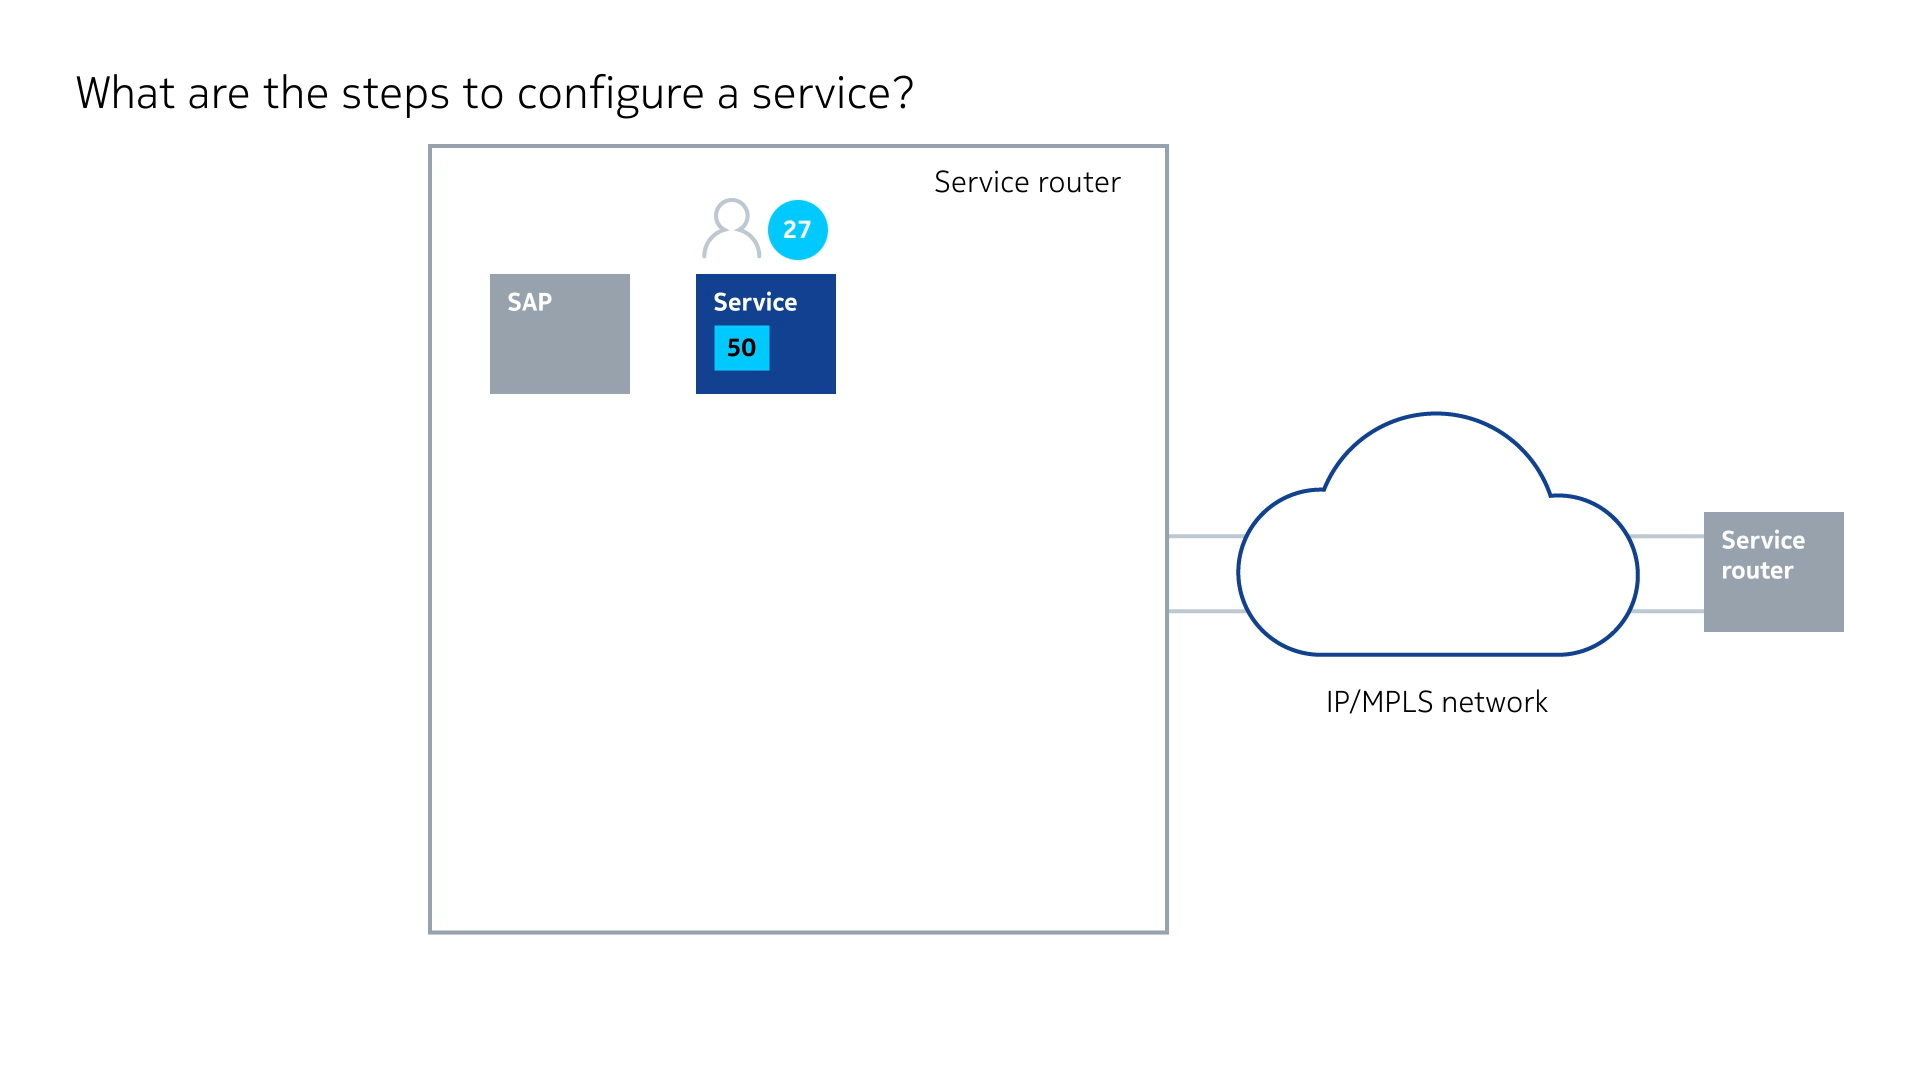 What are the steps to configure a service?
Service router
27
SAP
Service
50
Service
router
IP/MPLS network